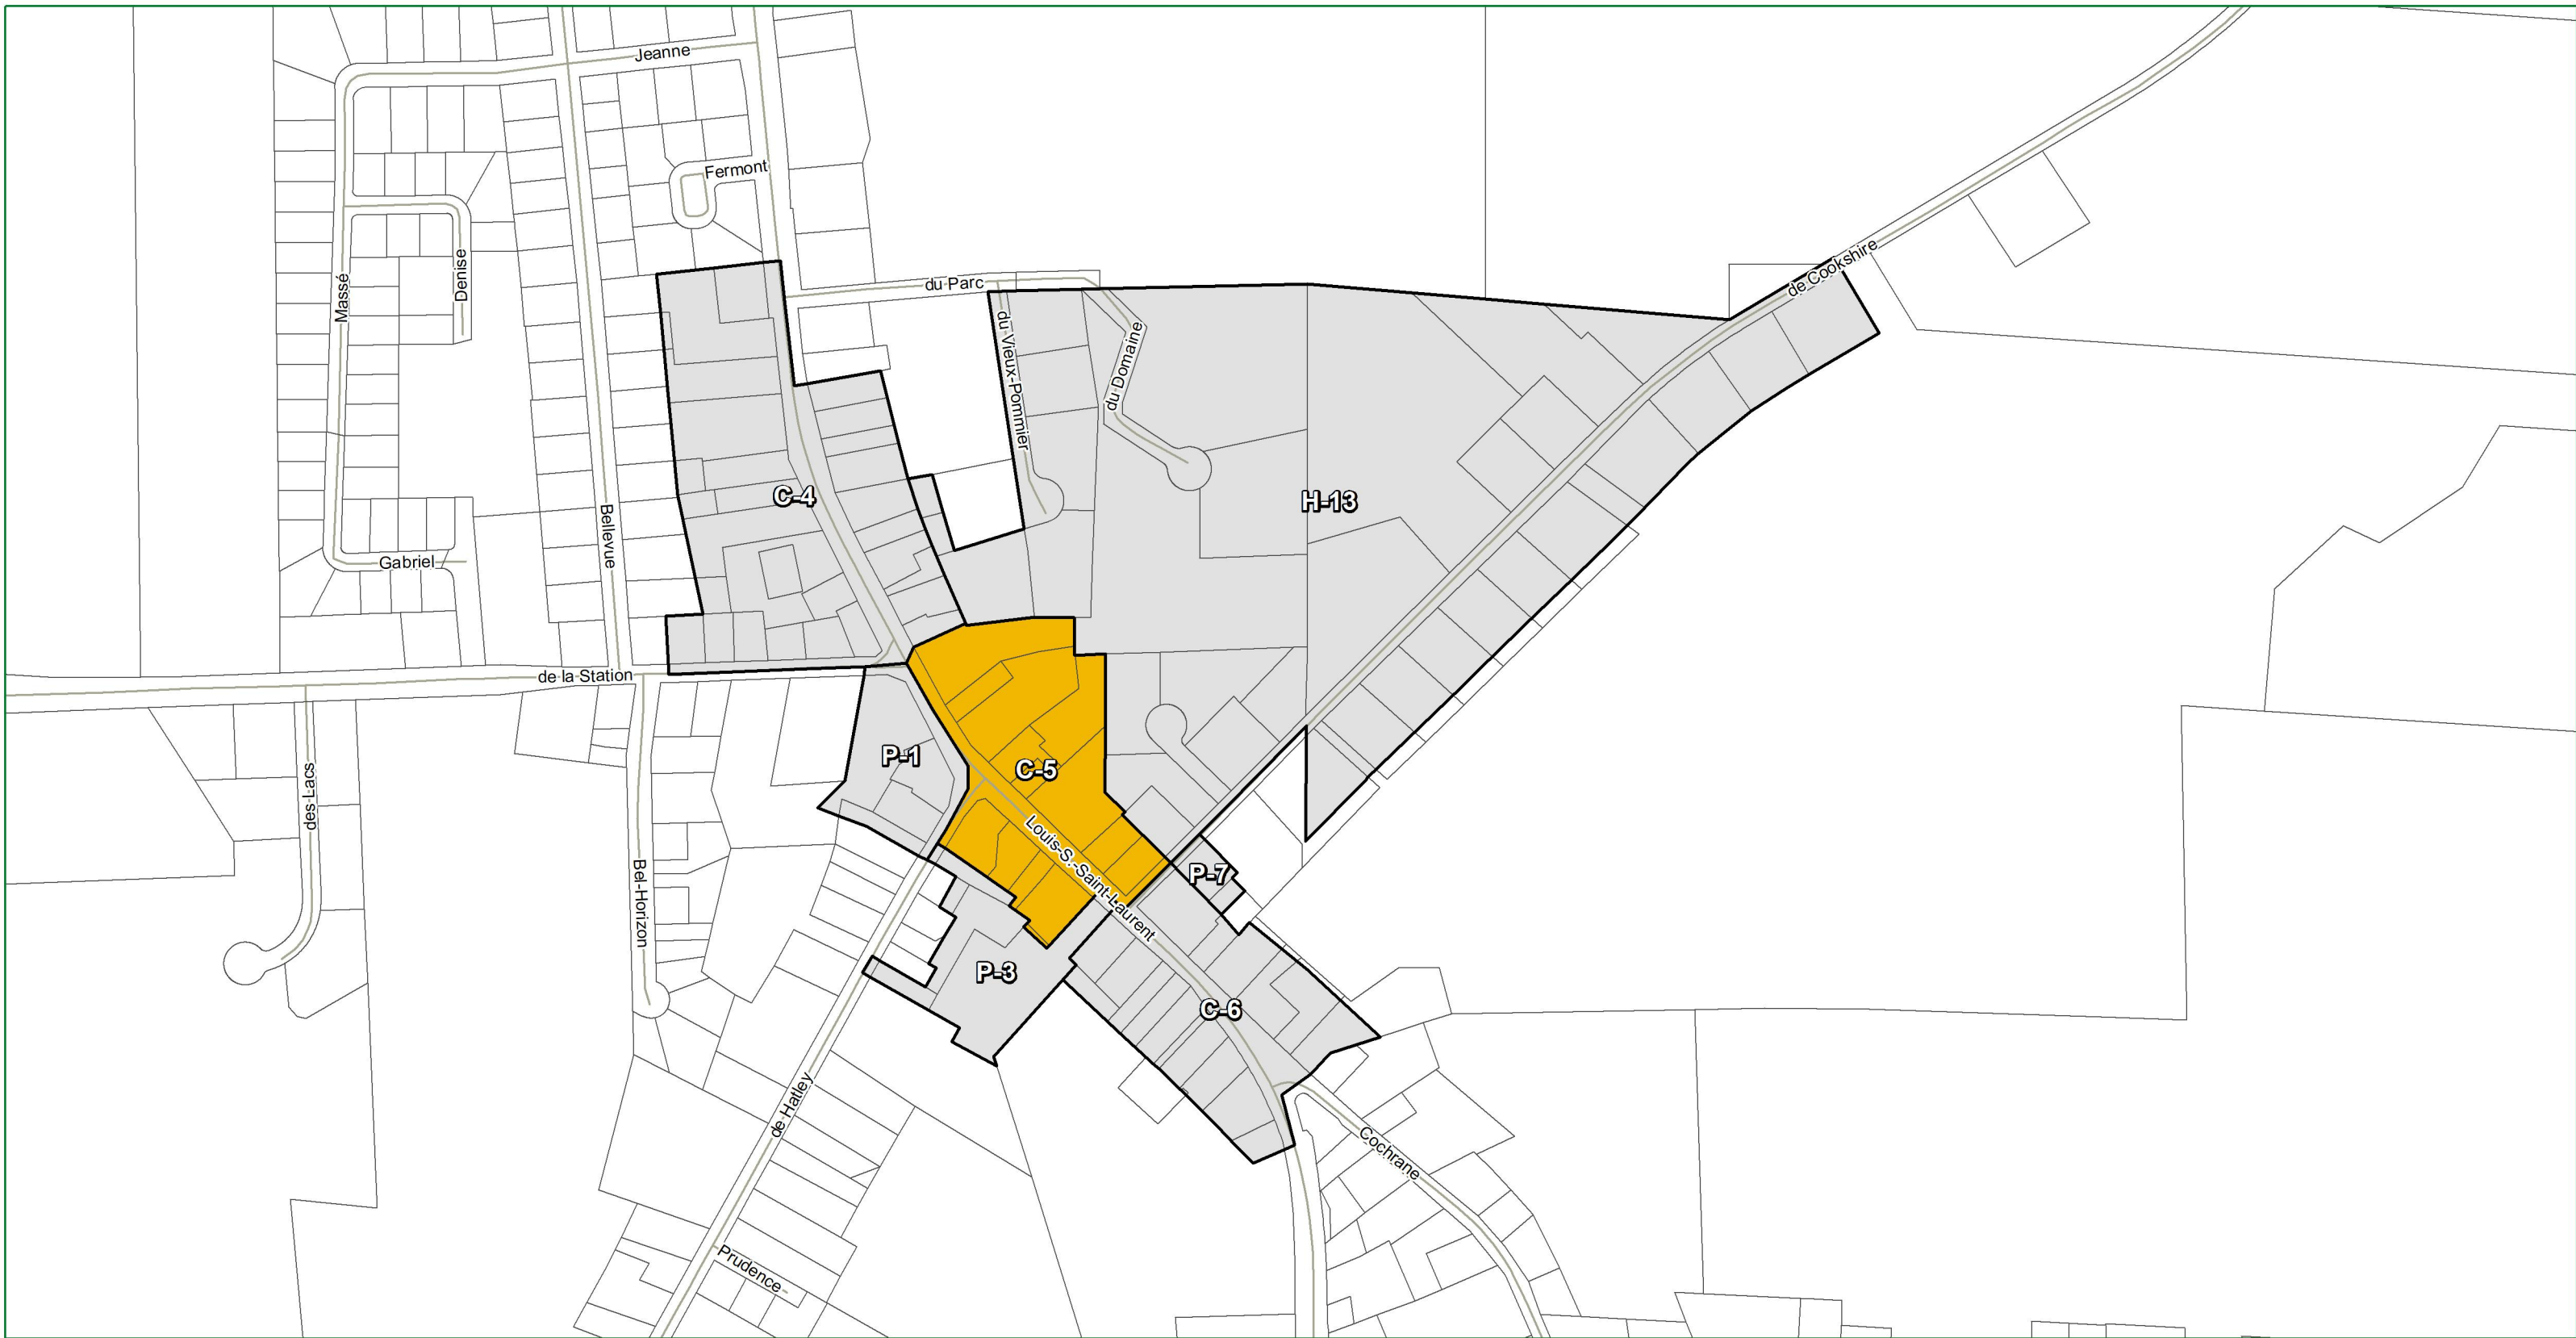 Jeanne
Fermont
de Cookshire
Massé
Denise
du Parc
du Vieux-Pommier
du Domaine
C-4
H-13
Bellevue
Gabriel
de la Station
P-1
C-5
des Lacs
Louis-S.-Saint-Laurent
Bel-Horizon
P-7
P-3
C-6
de Hatley
Cochrane
Prudence